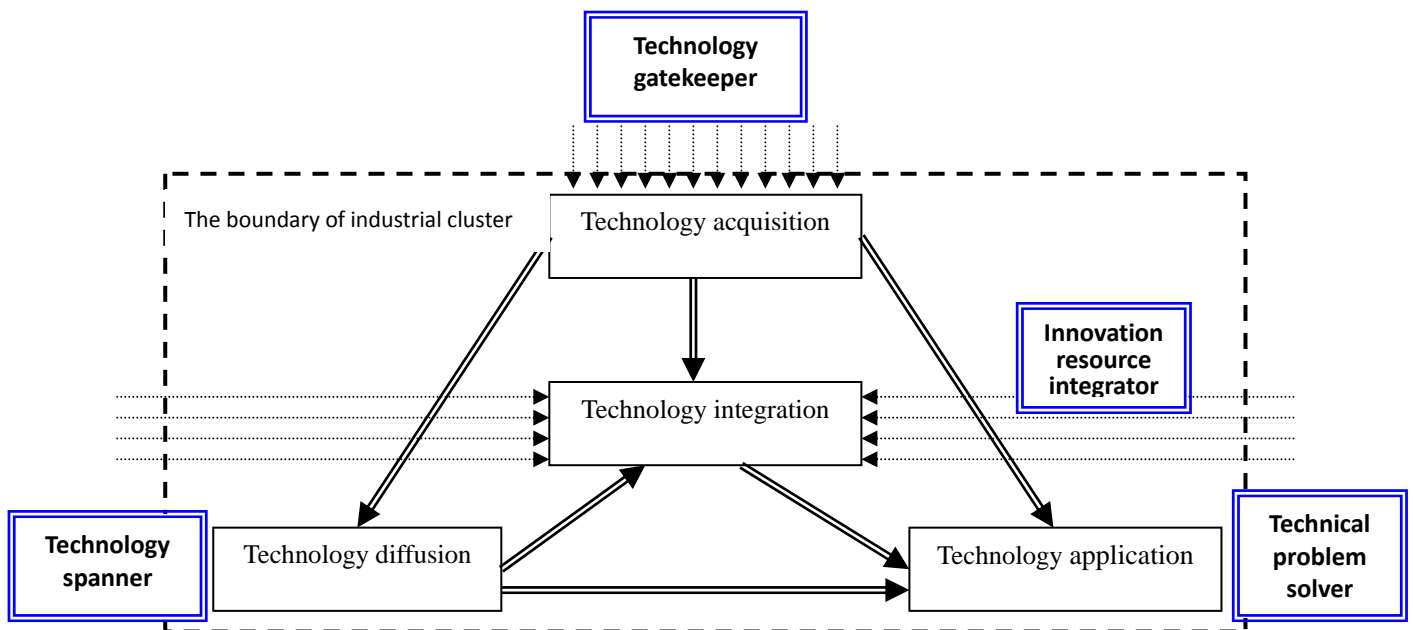 Technology
gatekeeper
The boundary of industrial cluster
Technology acquisition
Innovation
resource
integrator
Technology integration
Technology
spanner
Technology diffusion
Technology application
Technical
problem
solver